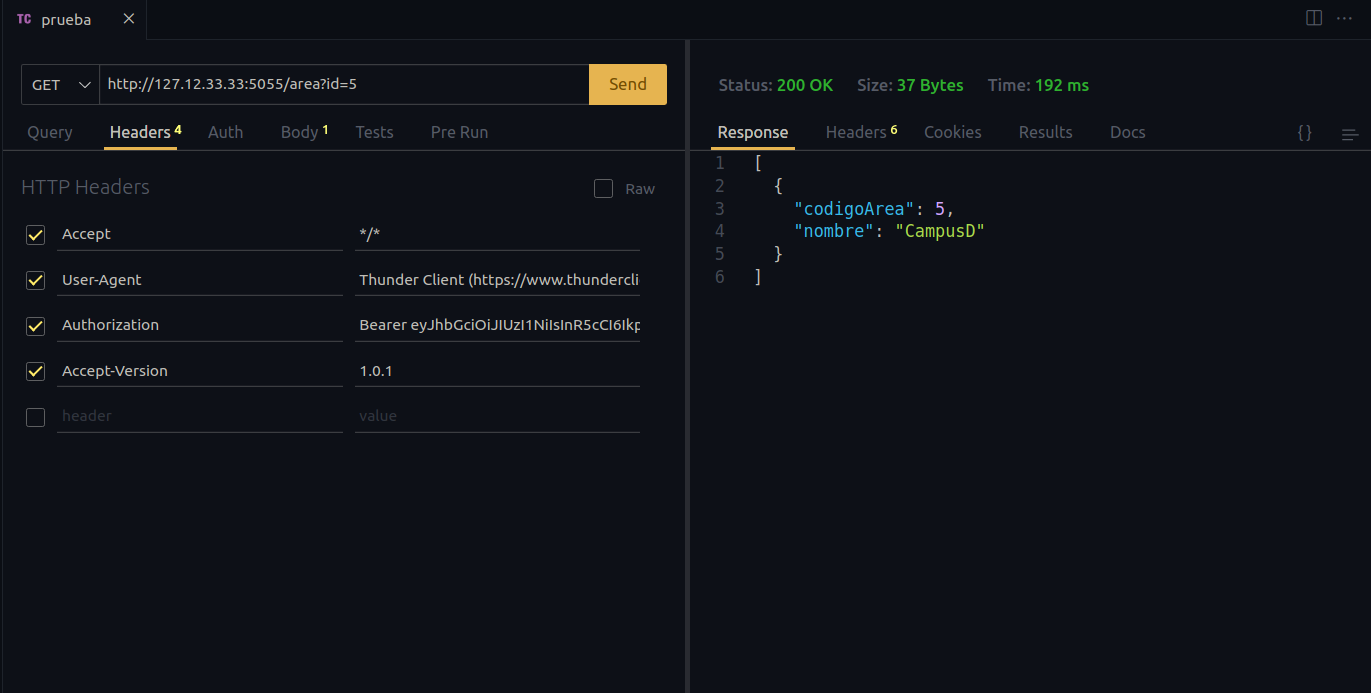 TC prueba ×
GET http://127.12.33.33:5055/area?id=5 Send
Query Headers 4 Auth Body 1 Tests Pre Run
HTTP Headers Raw
Accept */*
User-Agent Thunder Client (https://www.thundercli
Authorization Bearer eyJhbGciOiJIUzI1NiIsInR5cCI6Ikp
Accept-Version 1.0.1
header value
Status: 200 OK Size: 37 Bytes Time: 192 ms
Response Headers 6 Cookies Results Docs {}
1 [
2 {
3 "codigoArea": 5,
4 "nombre": "CampusD"
5 }
6 ]